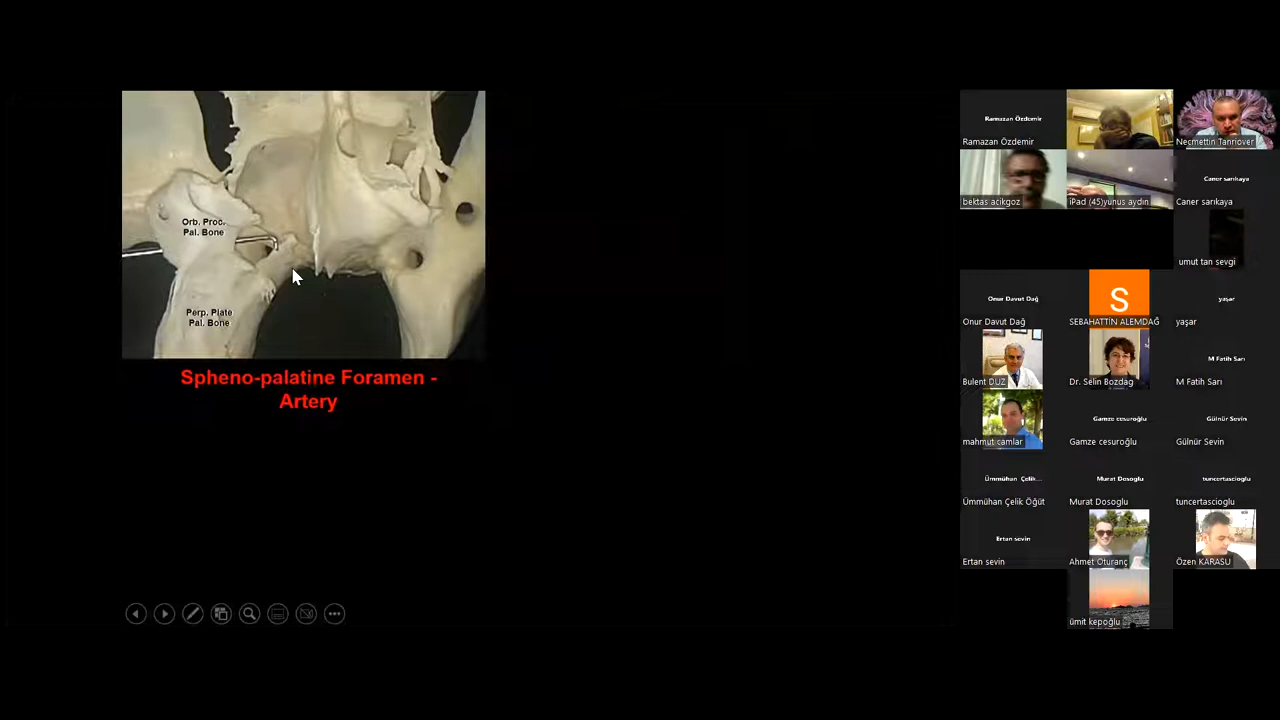 Orb. Proc.
Pal. Bone
Perp. Plate
Pal. Bone
Spheno-palatine Foramen -
Artery
Ramazan Özdemir
Ramazan Özdemir
Necmettin Tanrıover
bektas acikgoz
iPad (45)yunus aydın
Caner sarıkaya
Caner sarıkaya
umut tan sevgi
Onur Davut Dağ
Onur Davut Dağ
S
SEBAHATTİN ALEMDAĞ
yaşar
yaşar
Bulent DUZ
Dr. Selin Bozdag
M Fatih Sarı
M Fatih Sarı
mahmut camlar
Gamze cesuroğlu
Gamze cesuroğlu
Gülnür Sevin
Gülnür Sevin
Ümmühan Çelik...
Ümmühan Çelik Öğüt
Murat Dosoglu
Murat Dosoglu
tuncertascioglu
tuncertascioglu
Ertan sevin
Ertan sevin
Ahmet Oturanç
Özen KARASU
ümit kepoğlu